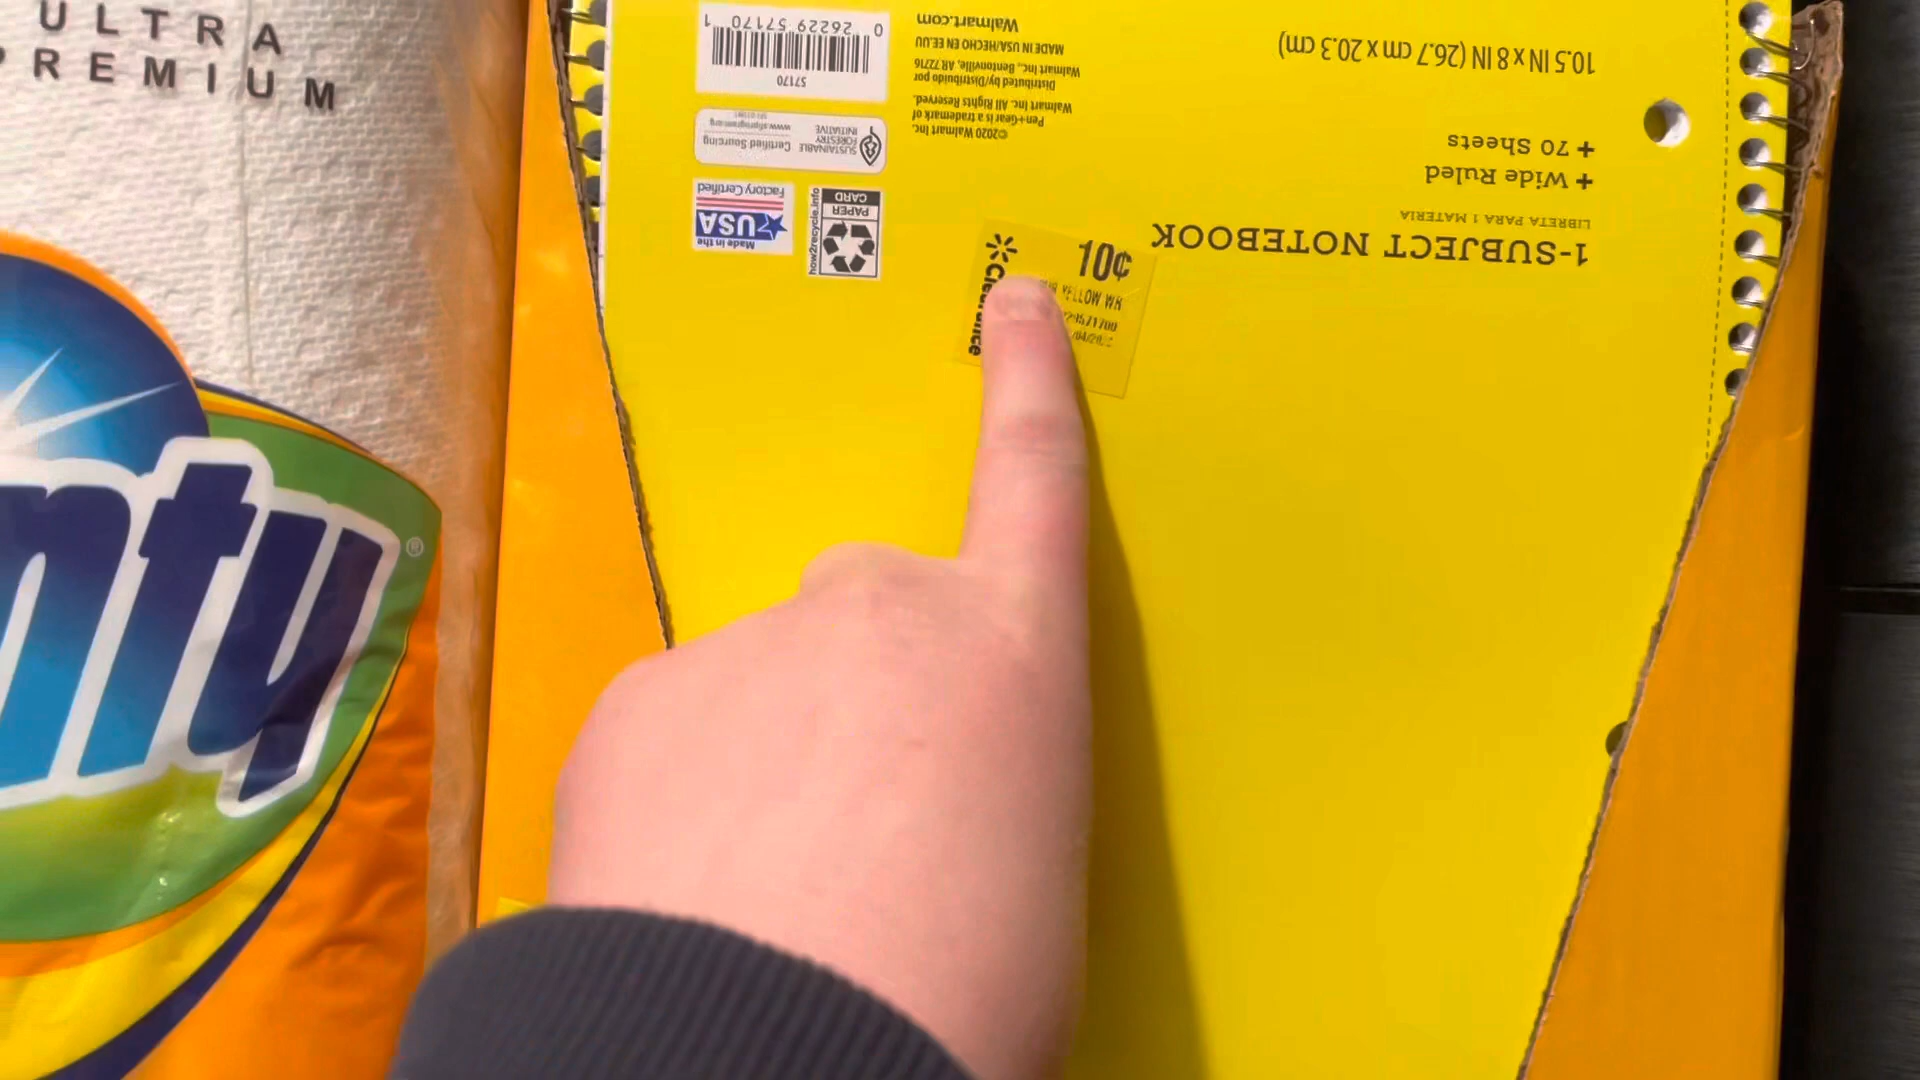 ULTRA
PREMIUM
nty
®
1-SUBJECT NOTEBOOK
LIBRETA PARA 1 MATERIA
+ Wide Ruled
+ 70 Sheets
10.5 IN x 8 IN (26.7 cm x 20.3 cm)
10¢
YELLOW WR
Clearance
Made in the
USA
Factory Certified
how2recycle.info
PAPER
CARD
SUSTAINABLE
FORESTRY
INITIATIVE
Certified Sourcing
www.sfiprogram.org
©2020 Walmart Inc.
Pen+Gear is a trademark of
Walmart Inc. All Rights Reserved.
Distributed by/Distribuido por
Walmart Inc., Bentonville, AR 72716
MADE IN USA/HECHO EN EE.UU
Walmart.com
57170
0 26229 57170 1